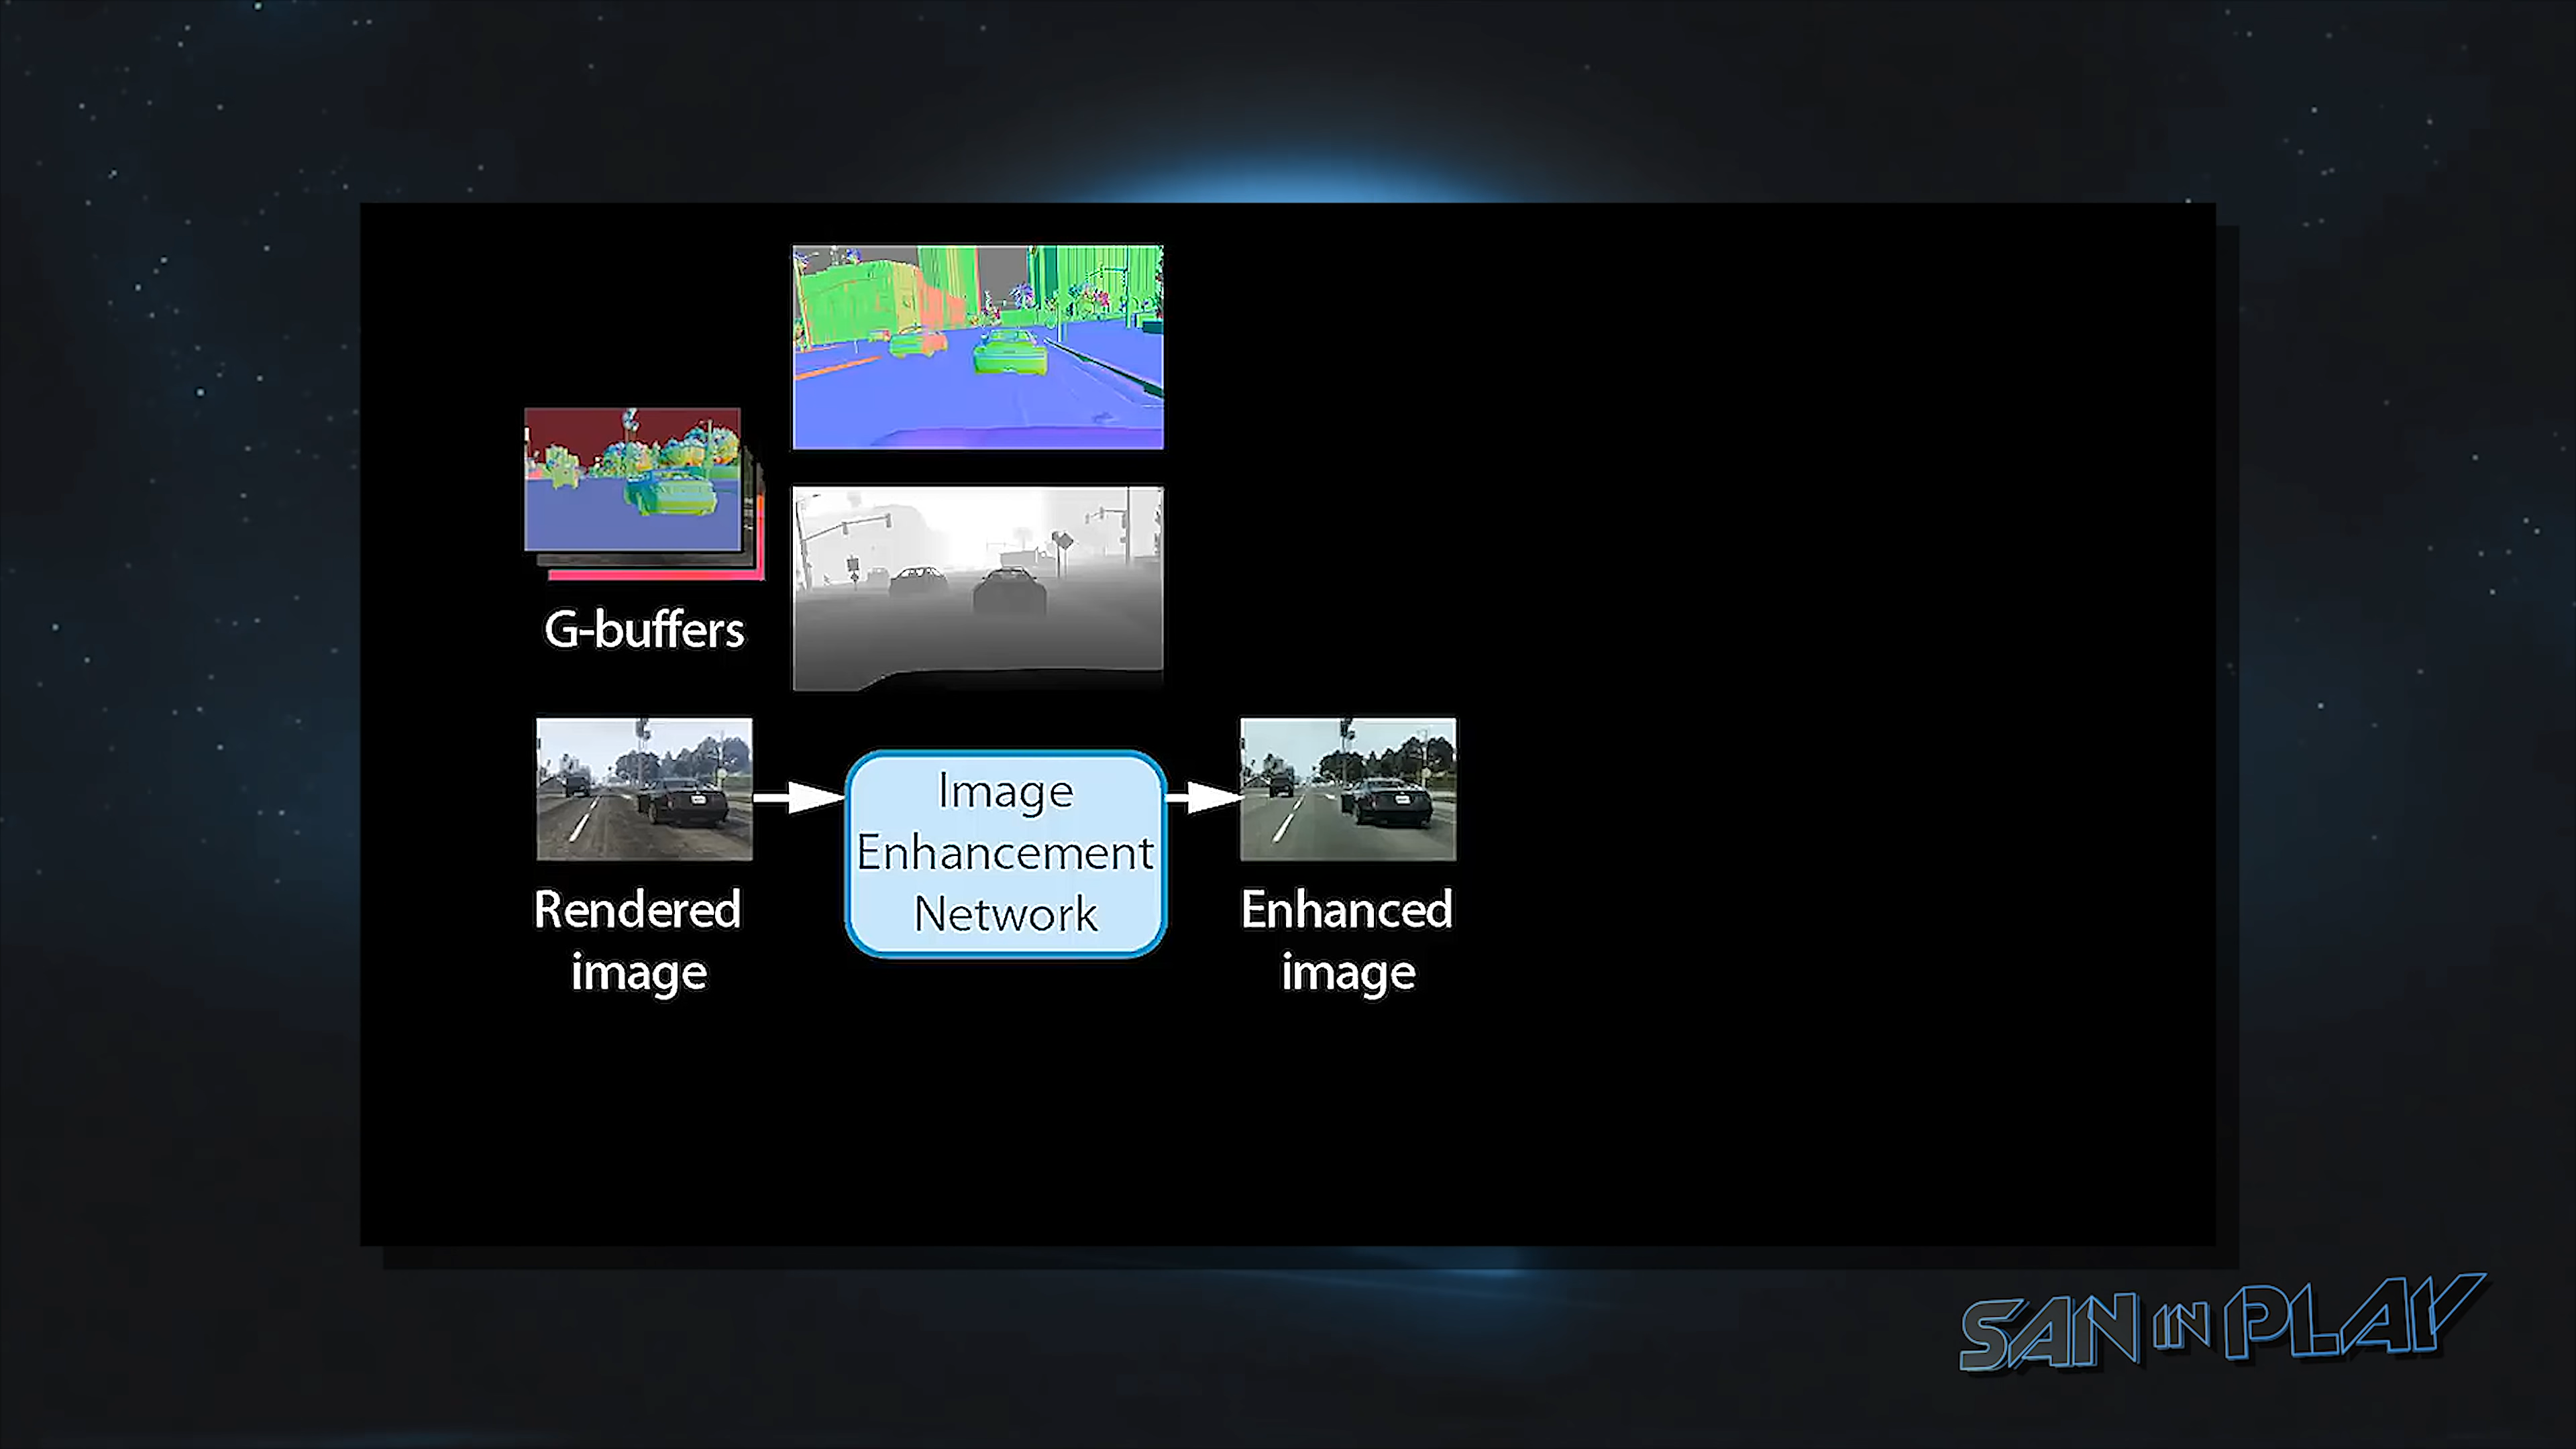 G-buffers
Rendered
image
Image
Enhancement
Network
Enhanced
image
SAN IN PLAY